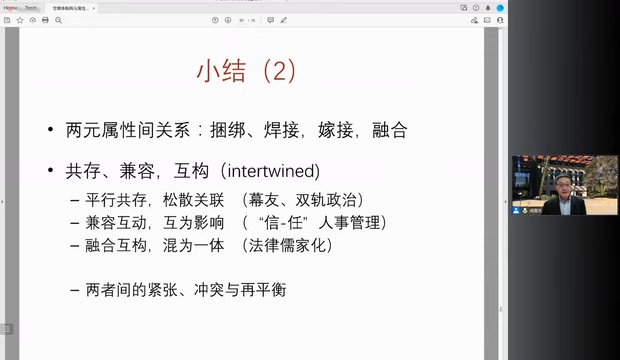 小结（2）
• 两元属性间关系：捆绑、焊接，嫁接，融合
• 共存、兼容，互构（intertwined)
– 平行共存，松散关联 （幕友、双轨政治）
– 兼容互动，互为影响 （“信-任”人事管理）
– 融合互构，混为一体 （法律儒家化）
– 两者间的紧张、冲突与再平衡